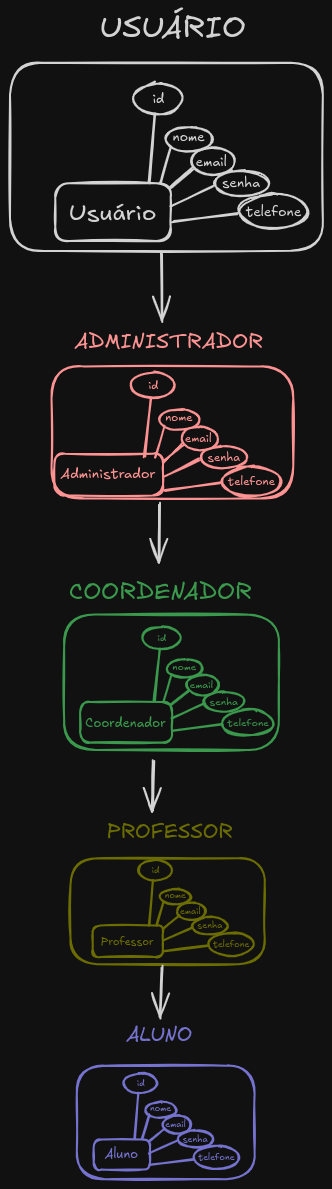 USUÁRIO
id
nome
email
senha
telefone
Usuário
ADMINISTRADOR
id
nome
email
senha
telefone
Administrador
COORDENADOR
id
nome
email
senha
telefone
Coordenador
PROFESSOR
id
nome
email
senha
telefone
Professor
ALUNO
id
nome
email
senha
telefone
Aluno